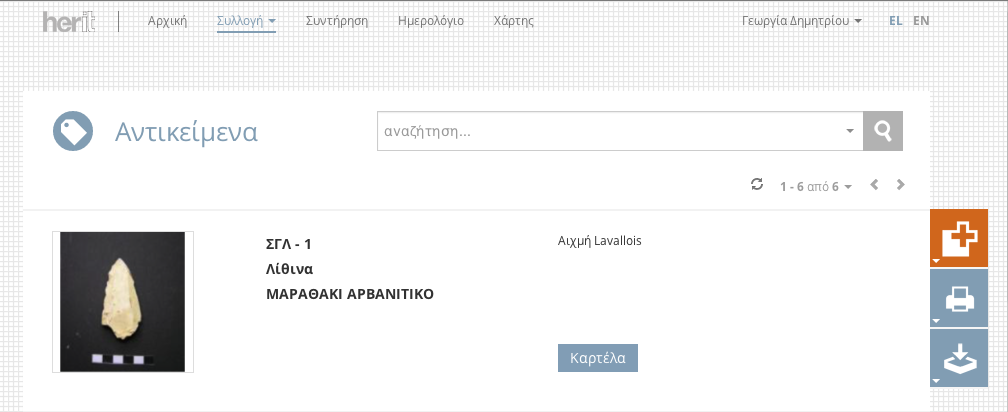 herit Αρχική Συλλογή Συντήρηση Ημερολόγιο Χάρτης Γεωργία Δημητρίου EL EN
Αντικείμενα αναζήτηση...
1 - 6 από 6
ΣΓΛ - 1 Αιχμή Lavallois
Λίθινα
ΜΑΡΑΘΑΚΙ ΑΡΒΑΝΙΤΙΚΟ
Καρτέλα